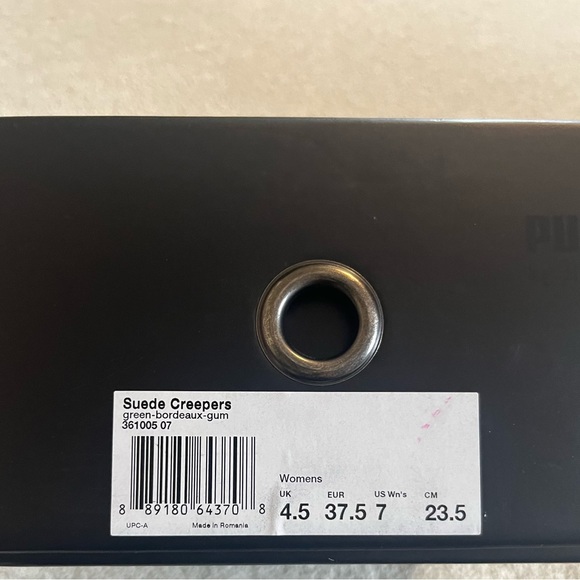 PU
Suede Creepers
green-bordeaux-gum
361005 07
Womens
UK EUR US Wn's CM
4.5 37.5 7 23.5
8 89180 64370 8
UPC-A Made in Romania